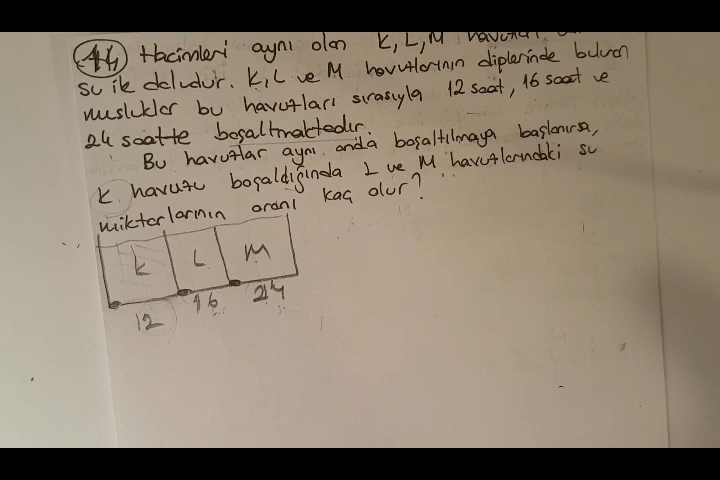 44) Hacimleri aynı olan K, L, M havuzları
su ile doludur. K, L ve M havuzlarının diplerinde bulunan
musluklar bu havuzları sırasıyla 12 saat, 16 saat ve
24 saatte boşaltmaktadır.
Bu havuzlar aynı anda boşaltılmaya başlanırsa,
K havuzu boşaldığında L ve M havuzlarındaki su
miktarlarının oranı kaç olur?
K L M
12 16 24